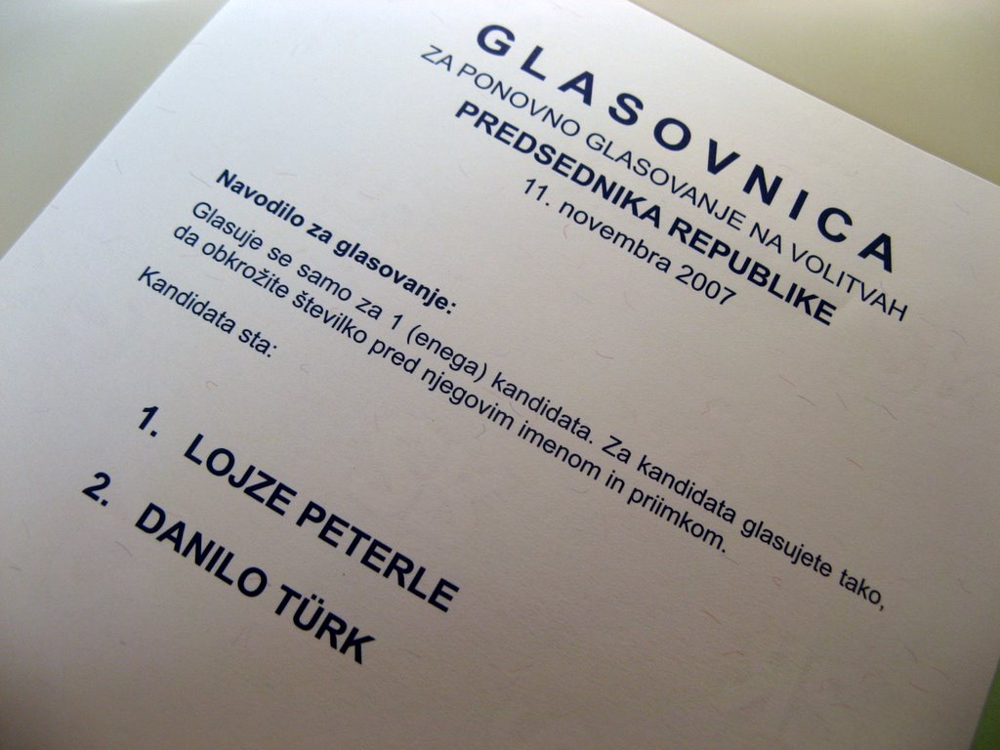 GLASOVNICA
ZA PONOVNO GLASOVANJE NA VOLITVAH
PREDSEDNIKA REPUBLIKE
11. novembra 2007
Navodilo za glasovanje:
Glasuje se samo za 1 (enega) kandidata. Za kandidata glasujete tako,
da obkrožite številko pred njegovim imenom in priimkom.
Kandidata sta:
1. LOJZE PETERLE
2. DANILO TÜRK